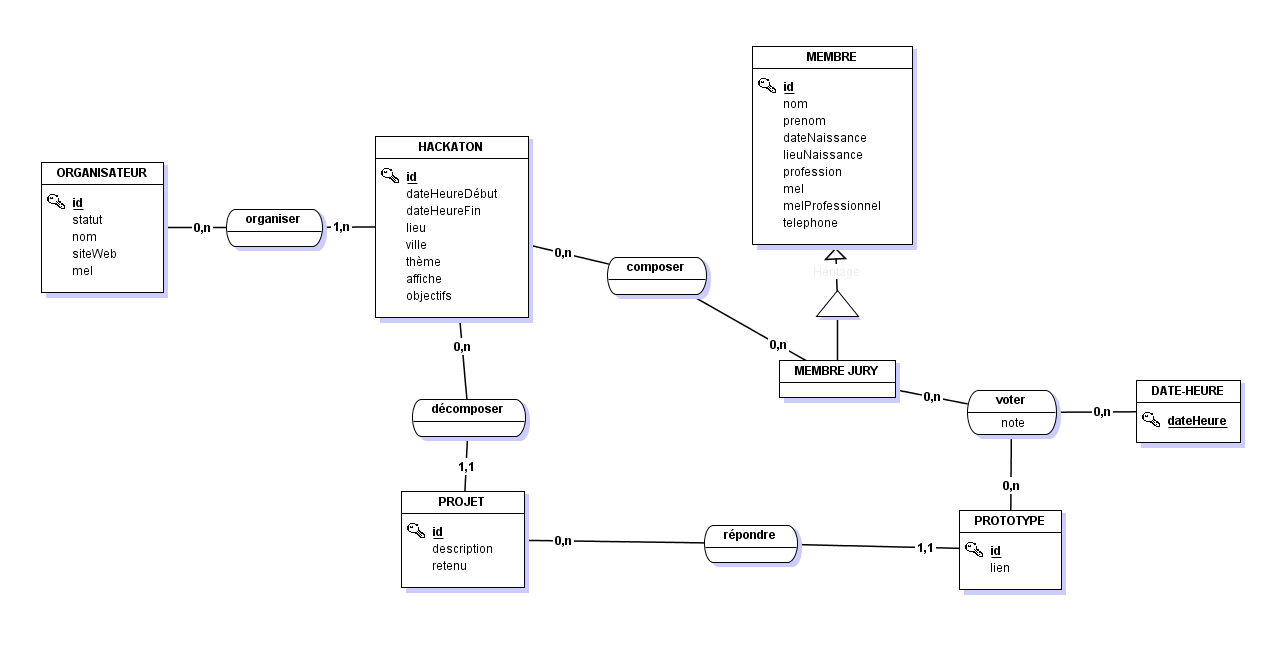 MEMBRE
id
nom
prenom
dateNaissance
lieuNaissance
profession
mel
melProfessionnel
telephone
Héritage
HACKATON
id
dateHeureDébut
dateHeureFin
lieu
ville
thème
affiche
objectifs
ORGANISATEUR
id
statut
nom
siteWeb
mel
0,n
organiser
1,n
0,n
composer
0,n
MEMBRE JURY
0,n
voter
note
0,n
DATE-HEURE
dateHeure
0,n
décomposer
1,1
0,n
PROJET
id
description
retenu
0,n
répondre
1,1
PROTOTYPE
id
lien